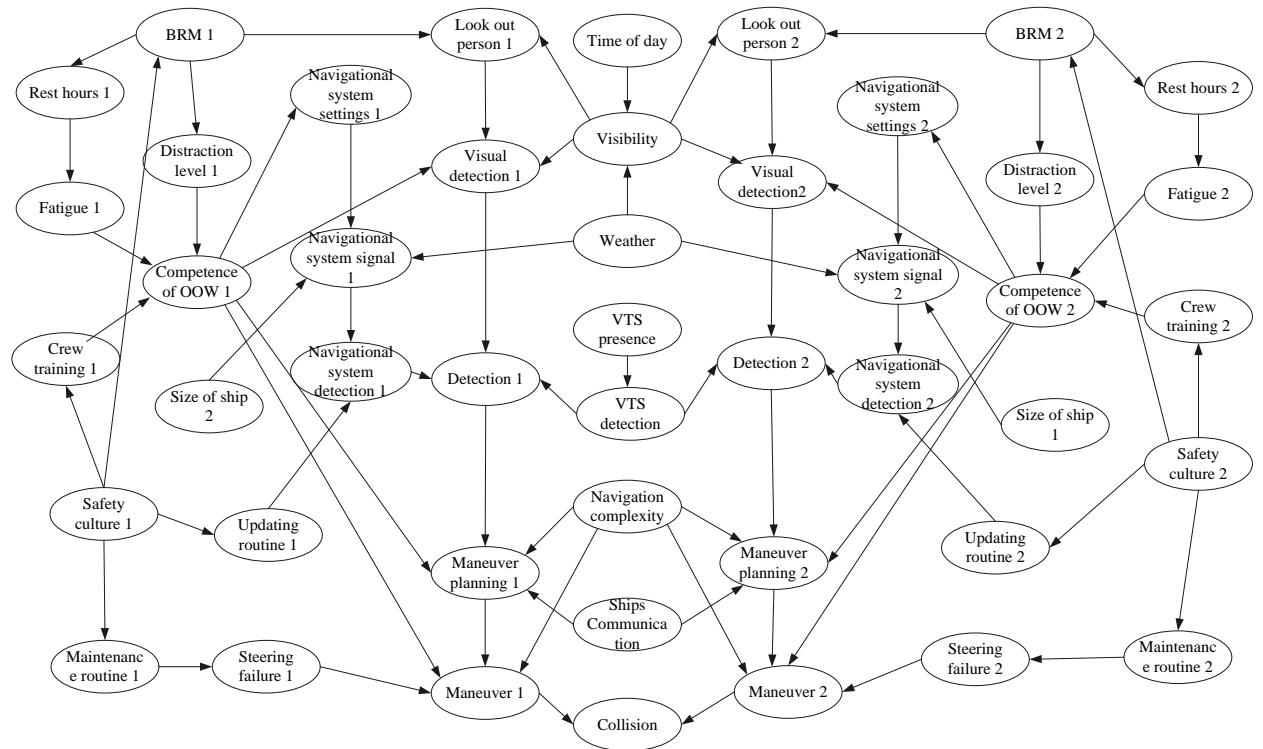 BRM 1
Look out
person 1
Time of day
Look out
person 2
BRM 2
Rest hours 1
Navigational
system
settings 1
Navigational
system
settings 2
Rest hours 2
Visibility
Distraction
level 1
Visual
detection 1
Visual
detection2
Distraction
level 2
Fatigue 1
Fatigue 2
Navigational
system signal
1
Weather
Navigational
system signal
2
Competence
of OOW 1
Competence
of OOW 2
Crew
training 1
VTS
presence
Crew
training 2
Navigational
system
detection 1
Detection 1
Detection 2
Navigational
system
detection 2
Size of ship
2
VTS
detection
Size of ship
1
Safety
culture 1
Navigation
complexity
Safety
culture 2
Updating
routine 1
Updating
routine 2
Maneuver
planning 1
Maneuver
planning 2
Ships
Communica
tion
Maintenanc
e routine 1
Steering
failure 1
Steering
failure 2
Maintenanc
e routine 2
Maneuver 1
Maneuver 2
Collision